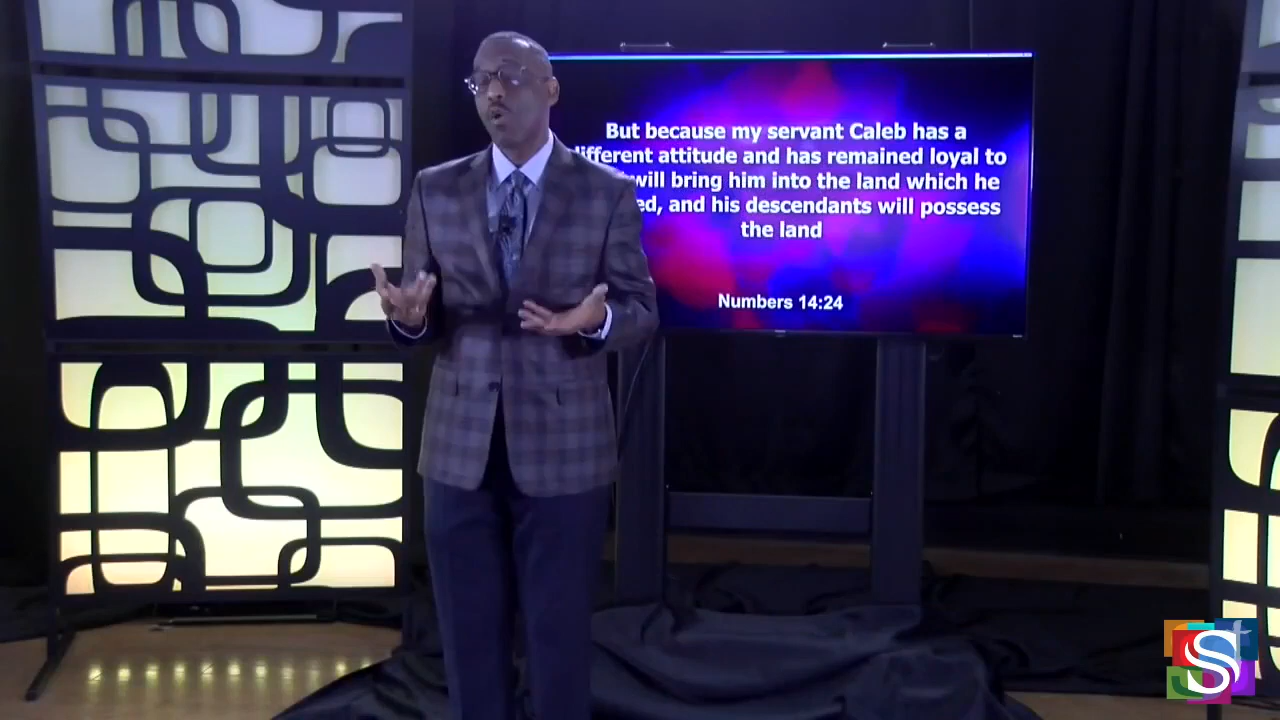 But because my servant Caleb has a
ifferent attitude and has remained loyal to
will bring him into the land which he
ed, and his descendants will possess
the land
Numbers 14:24
S